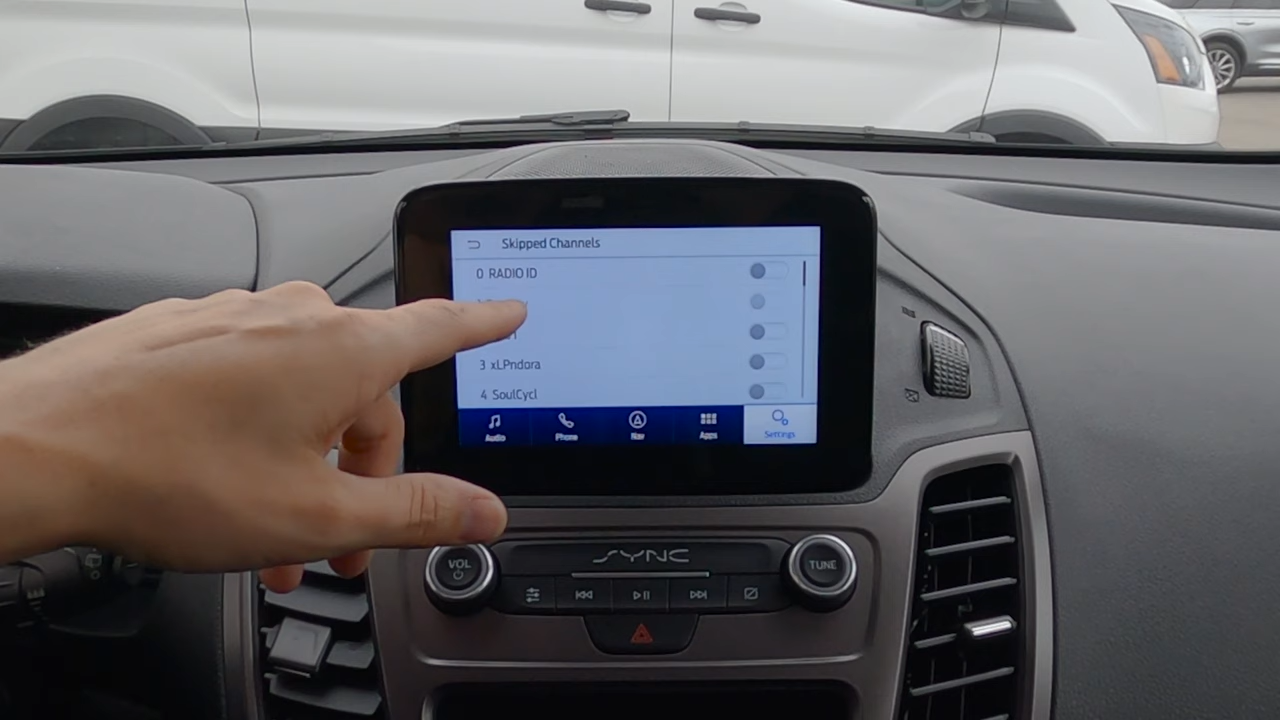 Skipped Channels
0 RADIO ID
3 xLPndora
4 SoulCycl
Audio
Phone
Nav
Apps
Settings
VOL
SYNC
TUNE